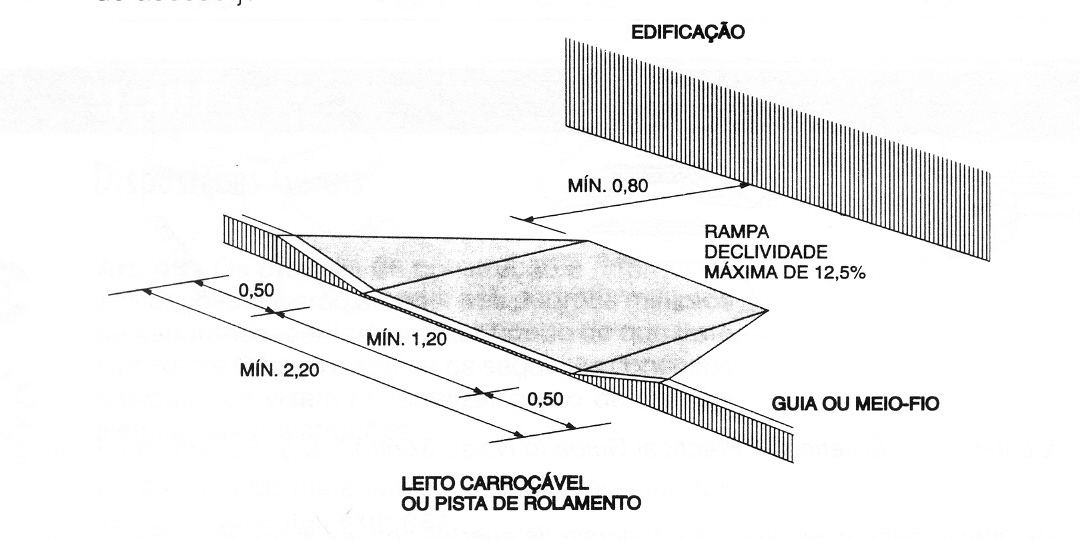 EDIFICAÇÃO
MÍN. 0,80
RAMPA
DECLIVIDADE
MÁXIMA DE 12,5%
0,50
MÍN. 1,20
MÍN. 2,20
0,50
GUIA OU MEIO-FIO
LEITO CARROÇÁVEL
OU PISTA DE ROLAMENTO